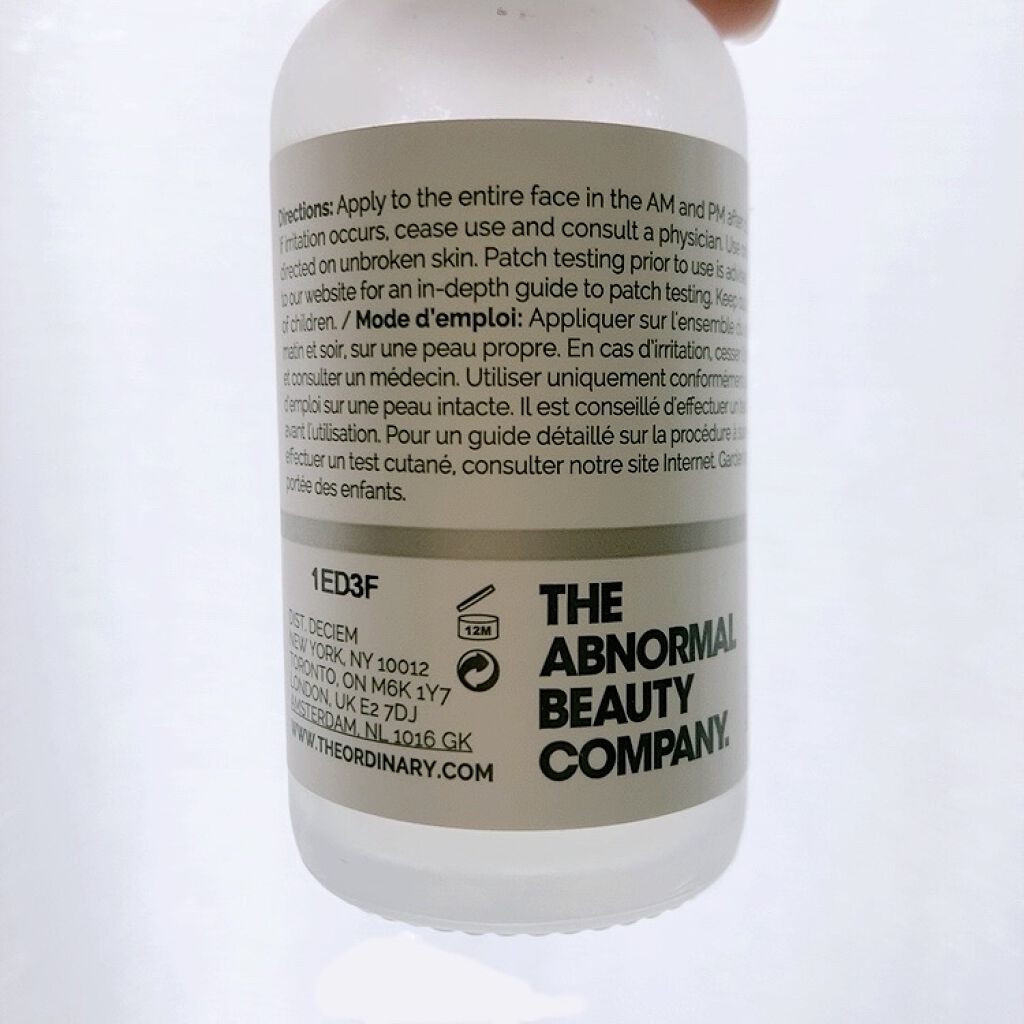 Directions: Apply to the entire face in the AM and PM after
If irritation occurs, cease use and consult a physician. Use
directed on unbroken skin. Patch testing prior to use is
to our website for an in-depth guide to patch testing. Keep
of children. / Mode d'emploi: Appliquer sur l'ensemble
matin et soir, sur une peau propre. En cas d'irritation, cesser
et consulter un médecin. Utiliser uniquement
d'emploi sur une peau intacte. Il est conseillé d'effectuer un
avant l'utilisation. Pour un guide détaillé sur la procédure à
effectuer un test cutané, consulter notre site Internet.
portée des enfants.
1ED3F
DIST. DECIEM
NEW YORK, NY 10012
TORONTO, ON M6K 1Y7
LONDON, UK E2 7DJ
AMSTERDAM, NL 1016 GK
WWW.THEORDINARY.COM
12M
THE
ABNORMAL
BEAUTY
COMPANY.